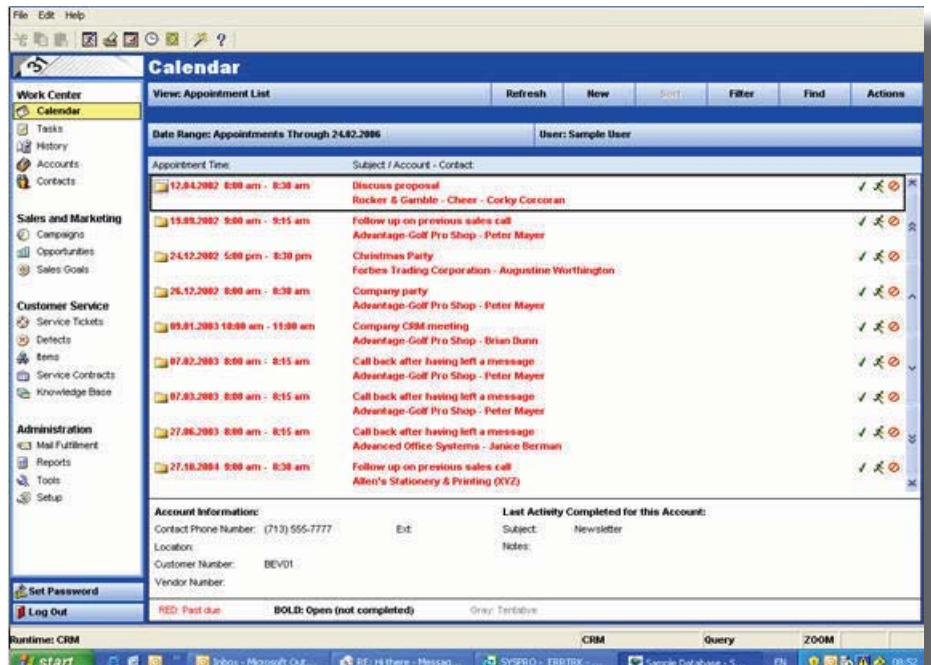 File Edit Help
Calendar
Work Center
Calendar
Tasks
History
Accounts
Contacts
Sales and Marketing
Campaigns
Opportunities
Sales Goals
Customer Service
Service Tickets
Defects
Items
Service Contracts
Knowledge Base
Administration
Mail Fulfillment
Reports
Tools
Setup
Set Password
Log Out
View: Appointment List Refresh New Sort Filter Find Actions
Date Range: Appointments Through 24.02.2006 User: Sample User
Appointment Time: Subject / Account - Contact:
12.04.2002 8:00 am - 8:30 am Discuss proposal
Rocker & Gamble - Cheer - Corky Corcoran
19.09.2002 9:00 am - 9:15 am Follow up on previous sales call
Advantage-Golf Pro Shop - Peter Mayer
24.12.2002 5:00 pm - 8:30 pm Christmas Party
Forbes Trading Corporation - Augustine Worthington
26.12.2002 8:00 am - 8:30 am Company party
Advantage-Golf Pro Shop - Peter Mayer
09.01.2003 10:00 am - 11:00 am Company CRM meeting
Advantage-Golf Pro Shop - Brian Dunn
07.02.2003 8:00 am - 8:15 am Call back after having left a message
Advantage-Golf Pro Shop - Peter Mayer
07.03.2003 8:00 am - 8:15 am Call back after having left a message
Advantage-Golf Pro Shop - Peter Mayer
27.06.2003 8:00 am - 8:15 am Call back after having left a message
Advanced Office Systems - Janice Berman
27.10.2004 9:00 am - 8:30 am Follow up on previous sales call
Allen's Stationery & Printing (XYZ)
Account Information: Last Activity Completed for this Account:
Contact Phone Number: (713) 555-7777 Ext: Subject: Newsletter
Location: Notes:
Customer Number: BEV01
Vendor Number:
RED: Past due BOLD: Open (not completed) Gray: Tentative
Runtime: CRM CRM Query ZOOM
start Inbox - Microsoft Out... RE: Hi there - Messag... SYSPRO - Sample Database - S... EN 08:52